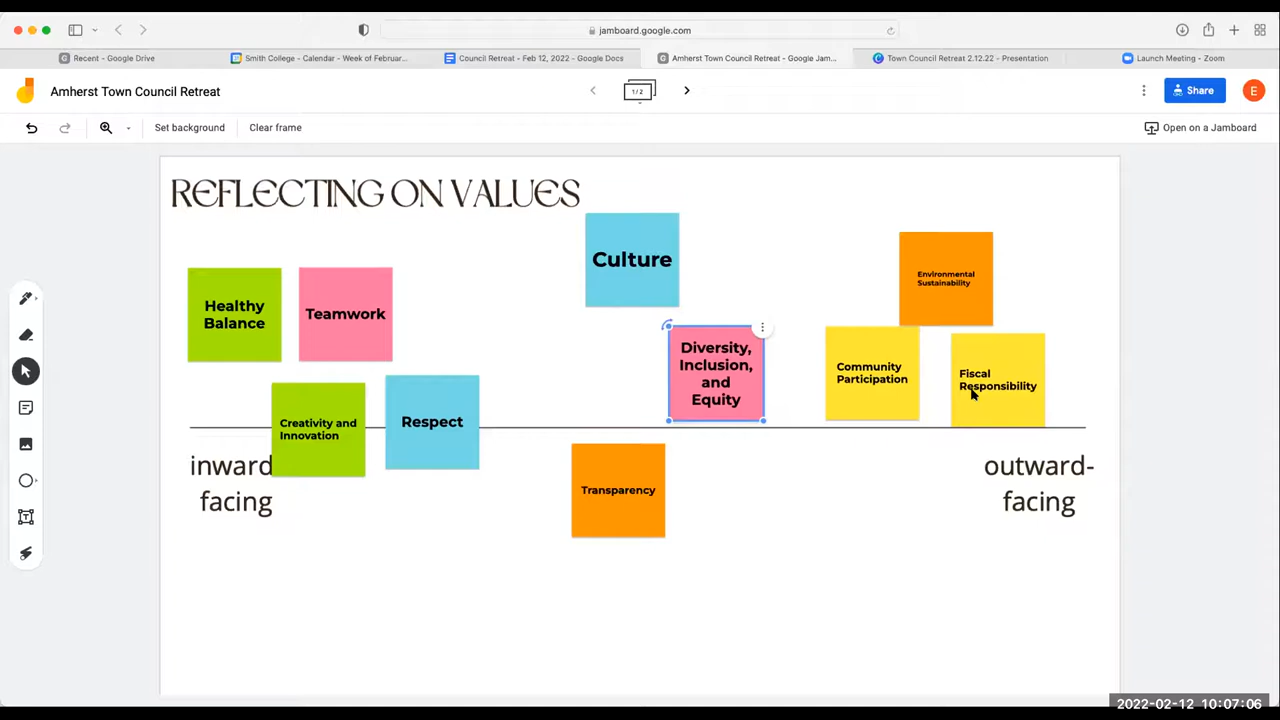 jamboard.google.com
Recent - Google Drive
Smith College - Calendar - Week of Februar...
Council Retreat - Feb 12, 2022 - Google Docs
Amherst Town Council Retreat - Google Jam...
Town Council Retreat 2.12.22 - Presentation
Launch Meeting - Zoom
Amherst Town Council Retreat
1/2
Share
E
Set background
Clear frame
Open on a Jamboard
REFLECTING ON VALUES
Culture
Environmental
Sustainability
Healthy
Balance
Teamwork
Diversity,
Inclusion,
and
Equity
Community
Participation
Fiscal
Responsibility
Creativity and
Innovation
Respect
inward
facing
outward-
facing
Transparency
2022-02-12 10:07:06